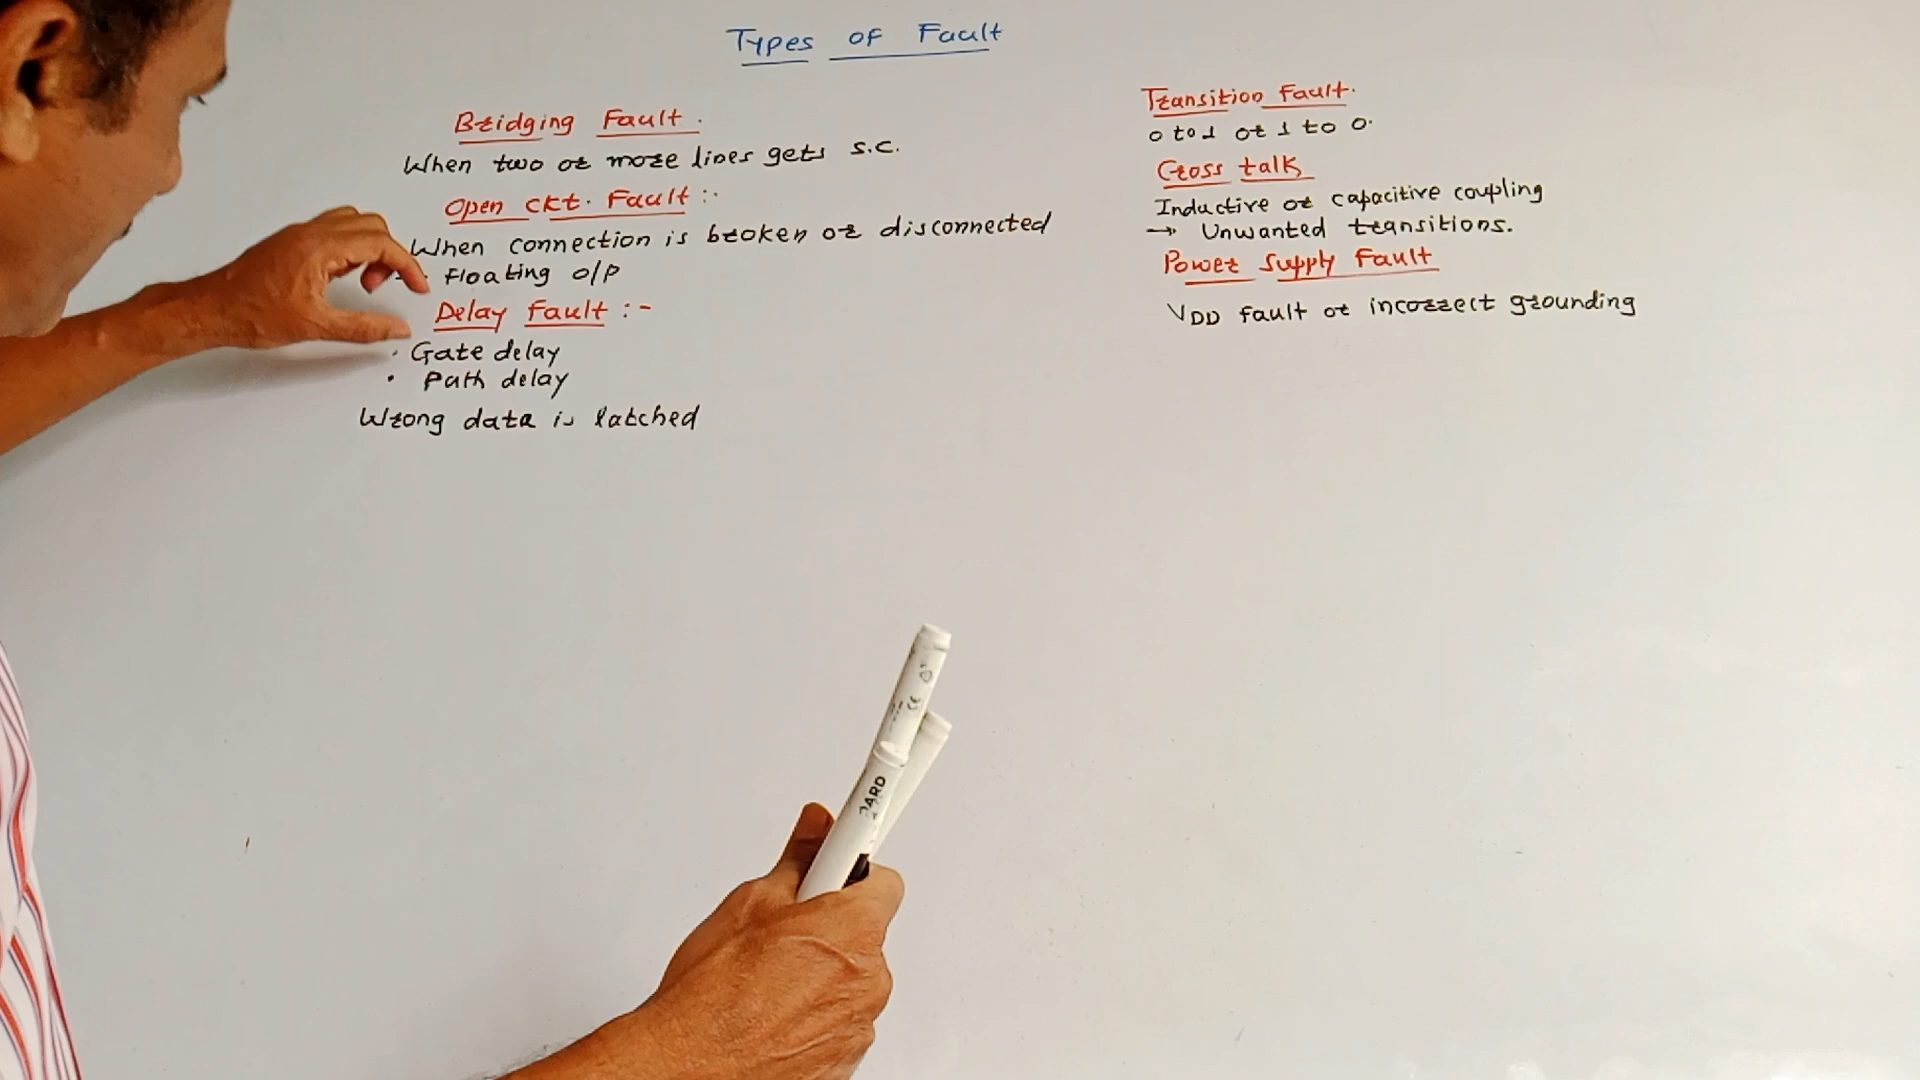 Types of Fault
Bridging Fault.
When two or more lines gets s.c.
Open ckt. Fault :-
When connection is broken or disconnected
Floating o/p
Delay Fault :-
· Gate delay
· Path delay
Wrong data is latched
Transition Fault.
0 to 1 or 1 to 0.
Cross talk
Inductive or capacitive coupling
→ Unwanted transitions.
Power Supply Fault
VDD fault or incorrect grounding